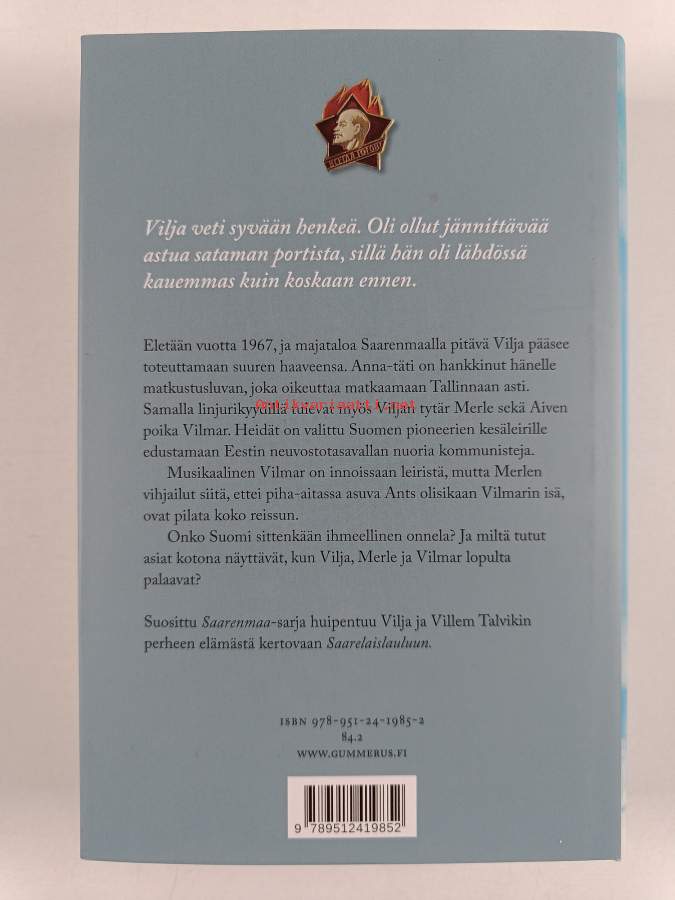 ВСЕГДА ГОТОВ!
Vilja veti syvään henkeä. Oli ollut jännittävää
astua sataman portista, sillä hän oli lähdössä
kauemmas kuin koskaan ennen.
Eletään vuotta 1967, ja majataloa Saarenmaalla pitävä Vilja pääsee
toteuttamaan suuren haaveensa. Anna-täti on hankkinut hänelle
matkustusluvan, joka oikeuttaa matkaamaan Tallinnaan asti.
Samalla linjurikyydillä tulevat myös Viljan tytär Merle sekä Aiven
Antikvariaatti.net
poika Vilmar. Heidät on valittu Suomen pioneerien kesäleirille
edustamaan Eestin neuvostotasavallan nuoria kommunisteja.
Musikaalinen Vilmar on innoissaan leiristä, mutta Merlen
vihjailut siitä, ettei piha-aitassa asuva Ants olisikaan Vilmarin isä,
ovat pilata koko reissun.
Onko Suomi sittenkään ihmeellinen onnela? Ja miltä tutut
asiat kotona näyttävät, kun Vilja, Merle ja Vilmar lopulta
palaavat?
Suosittu Saarenmaa-sarja huipentuu Vilja ja Villem Talvikin
perheen elämästä kertovaan Saarelaislauluun.
ISBN 978-951-24-1985-2
84.2
WWW.GUMMERUS.FI
9 789512 419852